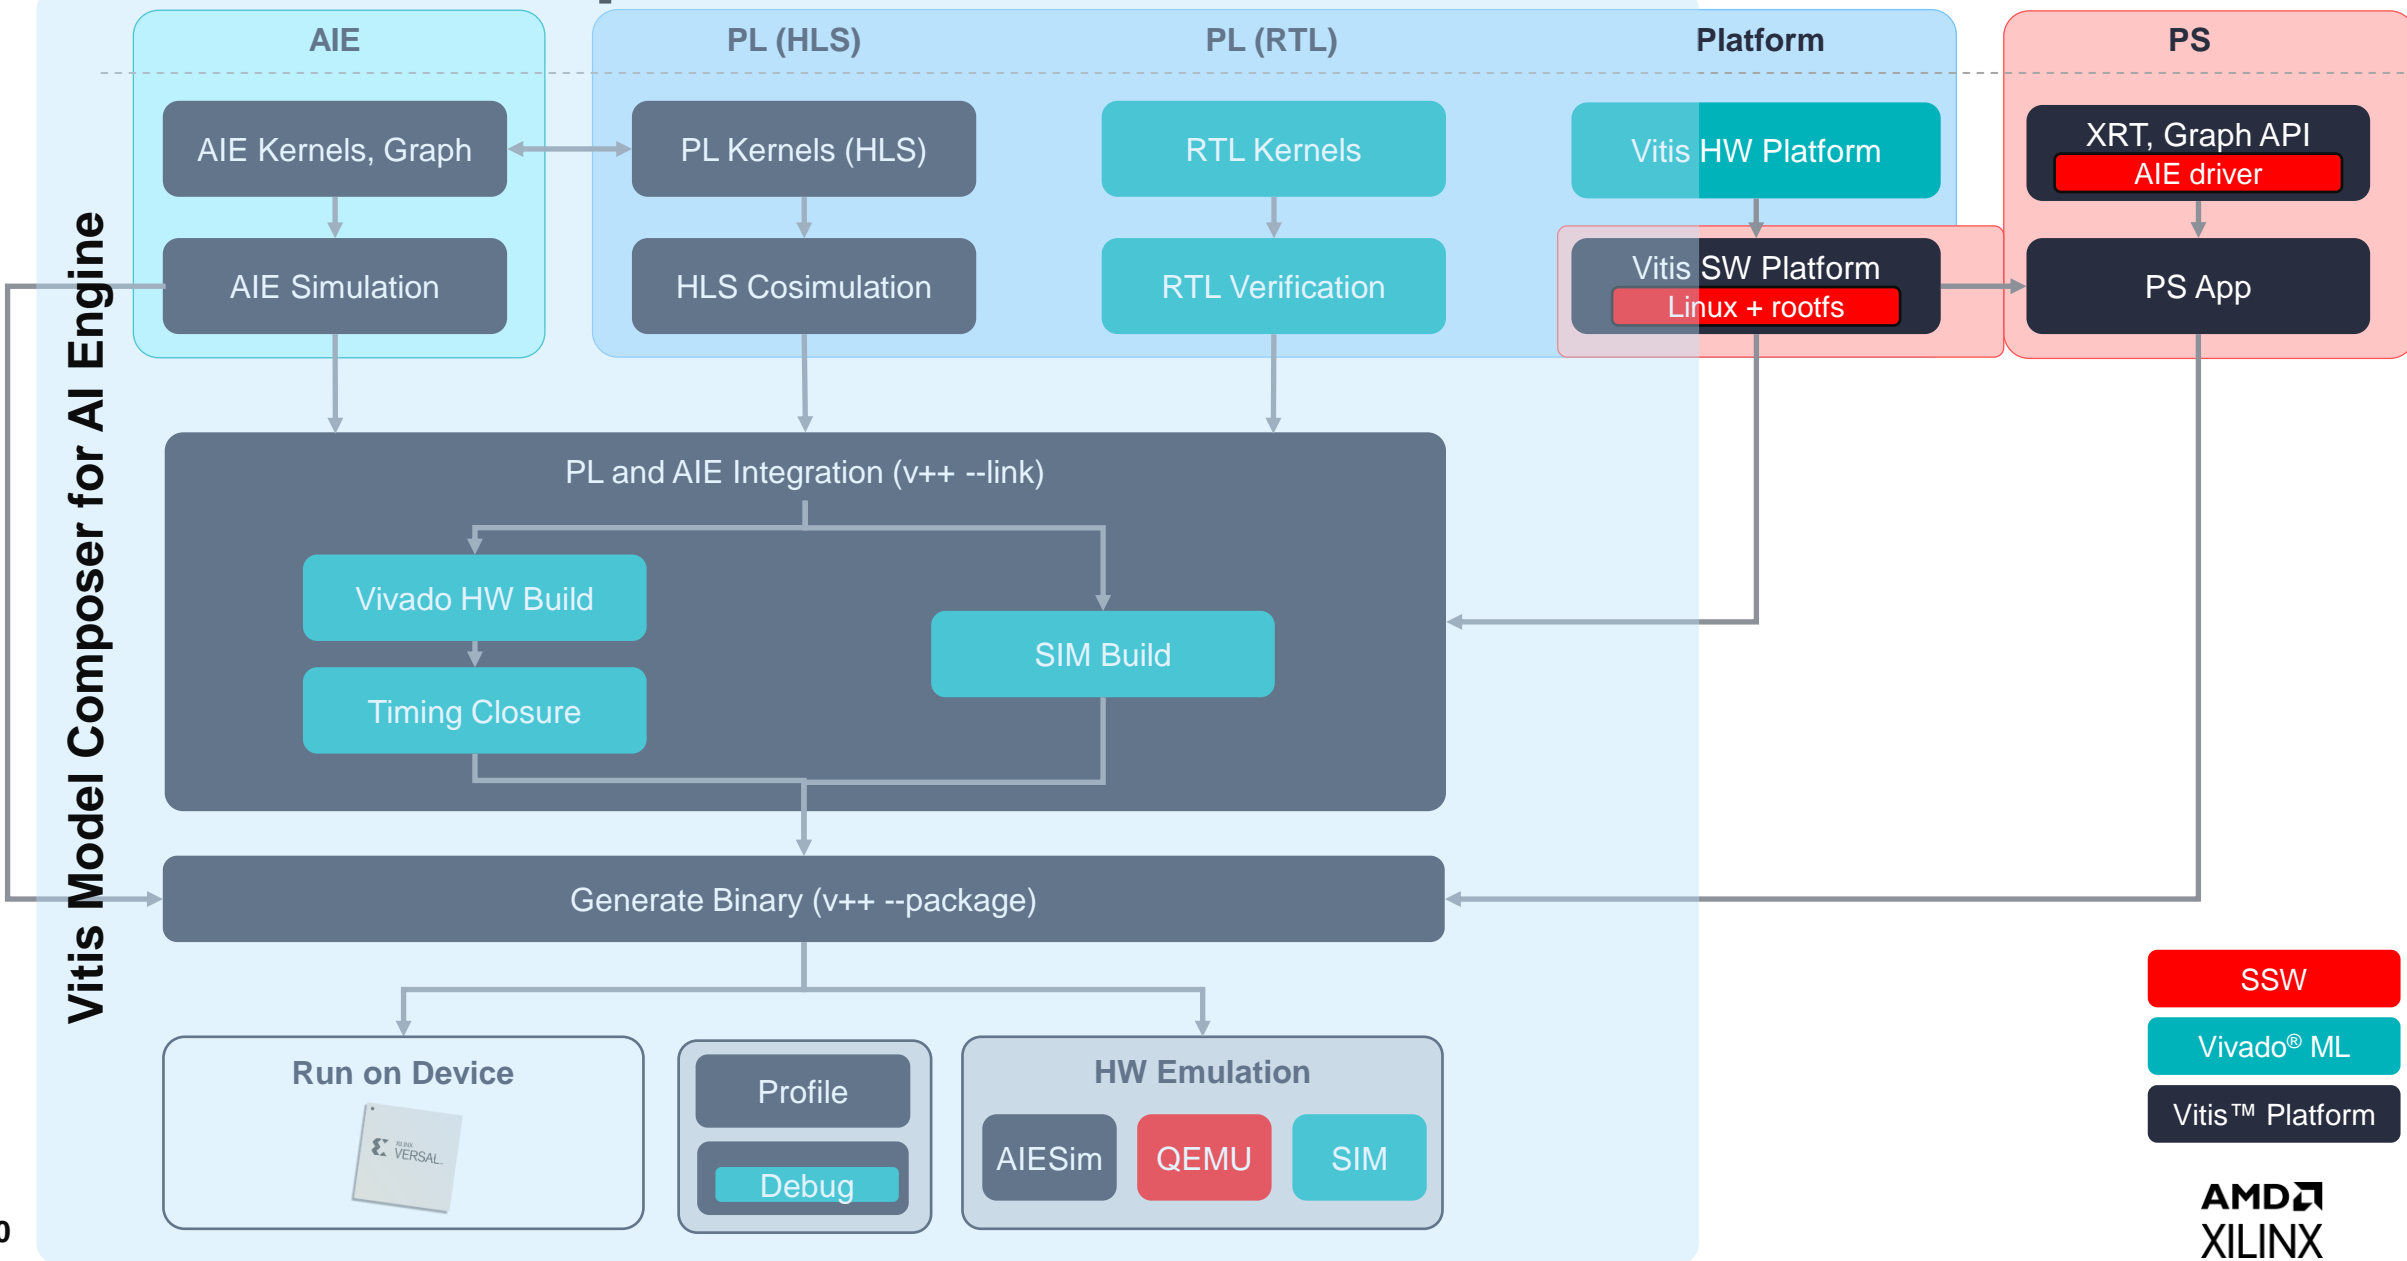 AIE
PL (HLS)
PL (RTL)
Platform
PS
AIE Kernels, Graph
PL Kernels (HLS)
RTL Kernels
Vitis HW Platform
XRT, Graph API
AIE driver
AIE Simulation
HLS Cosimulation
RTL Verification
Vitis SW Platform
Linux + rootfs
PS App
Vitis Model Composer for AI Engine
PL and AIE Integration (v++ --link)
Vivado HW Build
SIM Build
Timing Closure
Generate Binary (v++ --package)
Run on Device
XILINX
VERSAL.
Profile
Debug
HW Emulation
AIESim
QEMU
SIM
SSW
Vivado® ML
Vitis™ Platform
AMD
XILINX
0